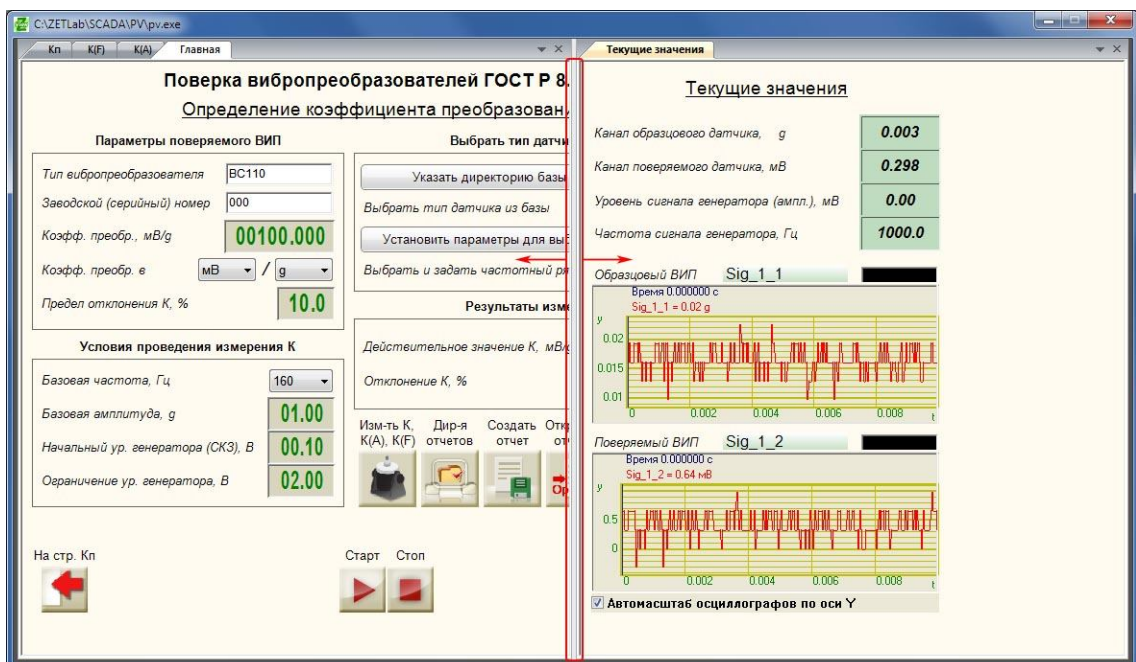 C:\ZETLab\SCADA\PV\pv.exe
Кп K(F) K(A) Главная
Поверка вибропреобразователей ГОСТ Р 8.
Определение коэффициента преобразован
Параметры поверяемого ВИП
Тип вибропреобразователя BC110
Заводской (серийный) номер 000
Коэфф. преобр., мВ/g 00100.000
Коэфф. преобр. в мВ / g
Предел отклонения К, % 10.0
Условия проведения измерения К
Базовая частота, Гц 160
Базовая амплитуда, g 01.00
Начальный ур. генератора (СКЗ), В 00.10
Ограничение ур. генератора, В 02.00
На стр. Кп
Выбрать тип датчи
Указать директорию базы
Выбрать тип датчика из базы
Установить параметры для выб
Выбрать и задать частотный ря
Результаты изме
Действительное значение К, мВ/g
Отклонение К, %
Изм-ть К, Дир-я Создать Отк
K(A), K(F) отчетов отчет от
Ор
Старт Стоп
Текущие значения
Текущие значения
Канал образцового датчика, g 0.003
Канал поверяемого датчика, мВ 0.298
Уровень сигнала генератора (ампл.), мВ 0.00
Частота сигнала генератора, Гц 1000.0
Образцовый ВИП Sig_1_1
Время 0.000000 с
Sig_1_1 = 0.02 g
y
0.02
0.015
0.01
0 0.002 0.004 0.006 0.008 t
Поверяемый ВИП Sig_1_2
Время 0.000000 с
Sig_1_2 = 0.64 мВ
y
0.5
0
0 0.002 0.004 0.006 0.008 t
Автомасштаб осциллографов по оси Y